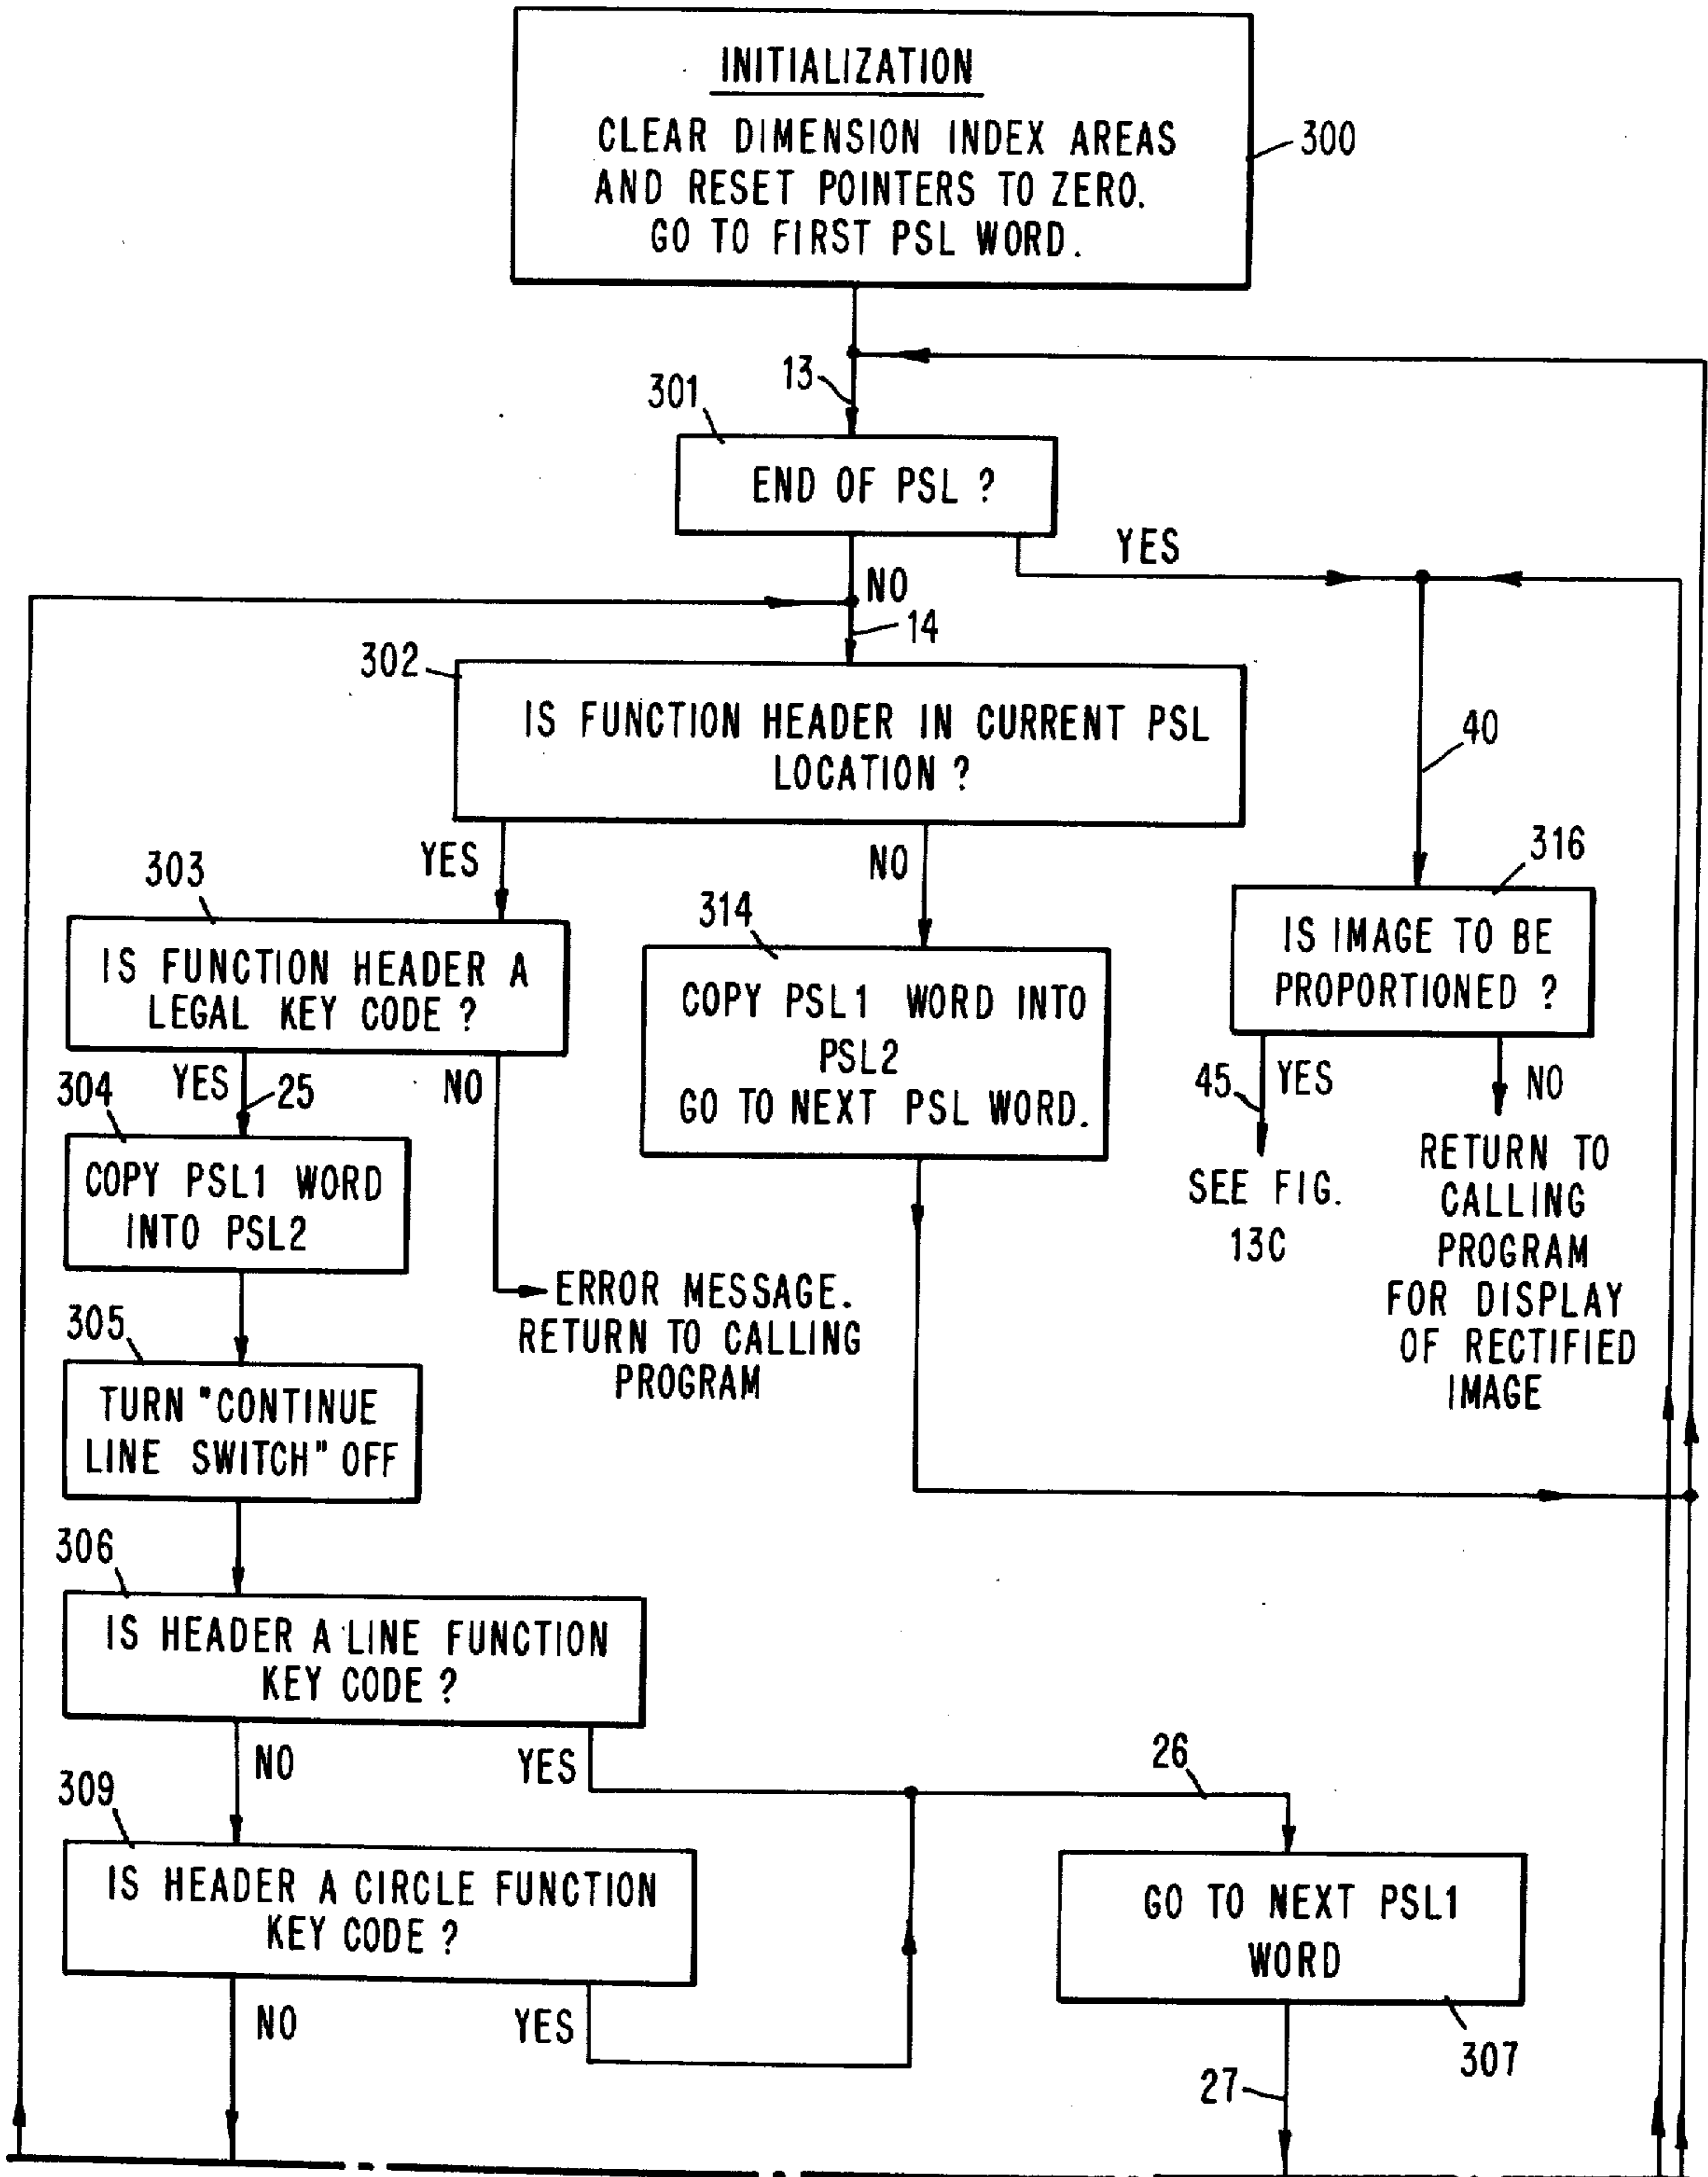 INITIALIZATION
CLEAR DIMENSION INDEX AREAS
AND RESET POINTERS TO ZERO.
GO TO FIRST PSL WORD.
300
13
301
END OF PSL ?
YES
NO
14
302
IS FUNCTION HEADER IN CURRENT PSL
LOCATION ?
40
YES
NO
303
IS FUNCTION HEADER A
LEGAL KEY CODE ?
314
COPY PSL1 WORD INTO
PSL2
GO TO NEXT PSL WORD.
316
IS IMAGE TO BE
PROPORTIONED ?
45
YES
NO
SEE FIG.
13C
RETURN TO
CALLING
PROGRAM
FOR DISPLAY
OF RECTIFIED
IMAGE
YES
25
NO
304
COPY PSL1 WORD
INTO PSL2
ERROR MESSAGE.
RETURN TO CALLING
PROGRAM
305
TURN "CONTINUE
LINE SWITCH" OFF
306
IS HEADER A LINE FUNCTION
KEY CODE ?
NO
YES
26
309
IS HEADER A CIRCLE FUNCTION
KEY CODE ?
GO TO NEXT PSL1
WORD
NO
YES
307
27